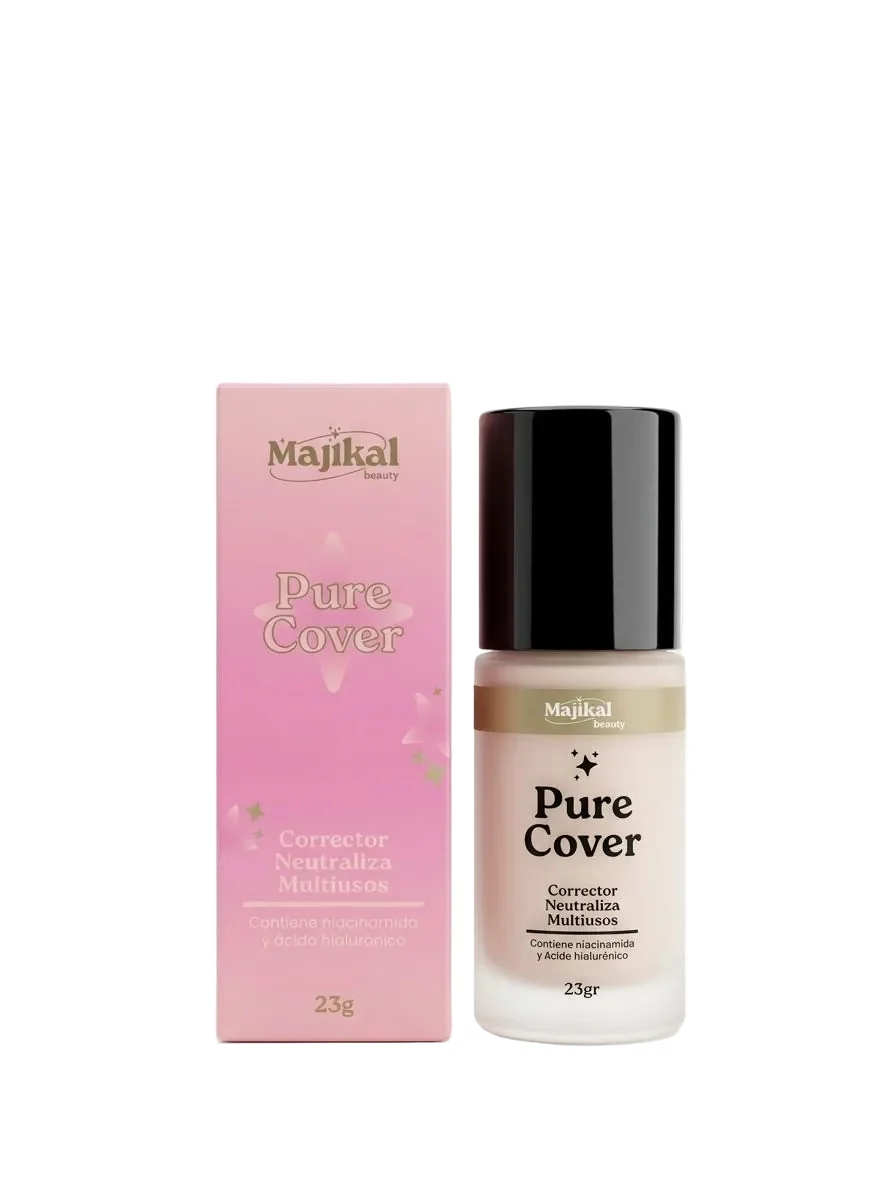 Majikal
beauty
Pure
Cover
Corrector
Neutraliza
Multiusos
Contiene niacinamida
y ácido hialurónico
23g
Majikal
beauty
Pure
Cover
Corrector
Neutraliza
Multiusos
Contiene niacinamida
y Acide hialurénico
23gr